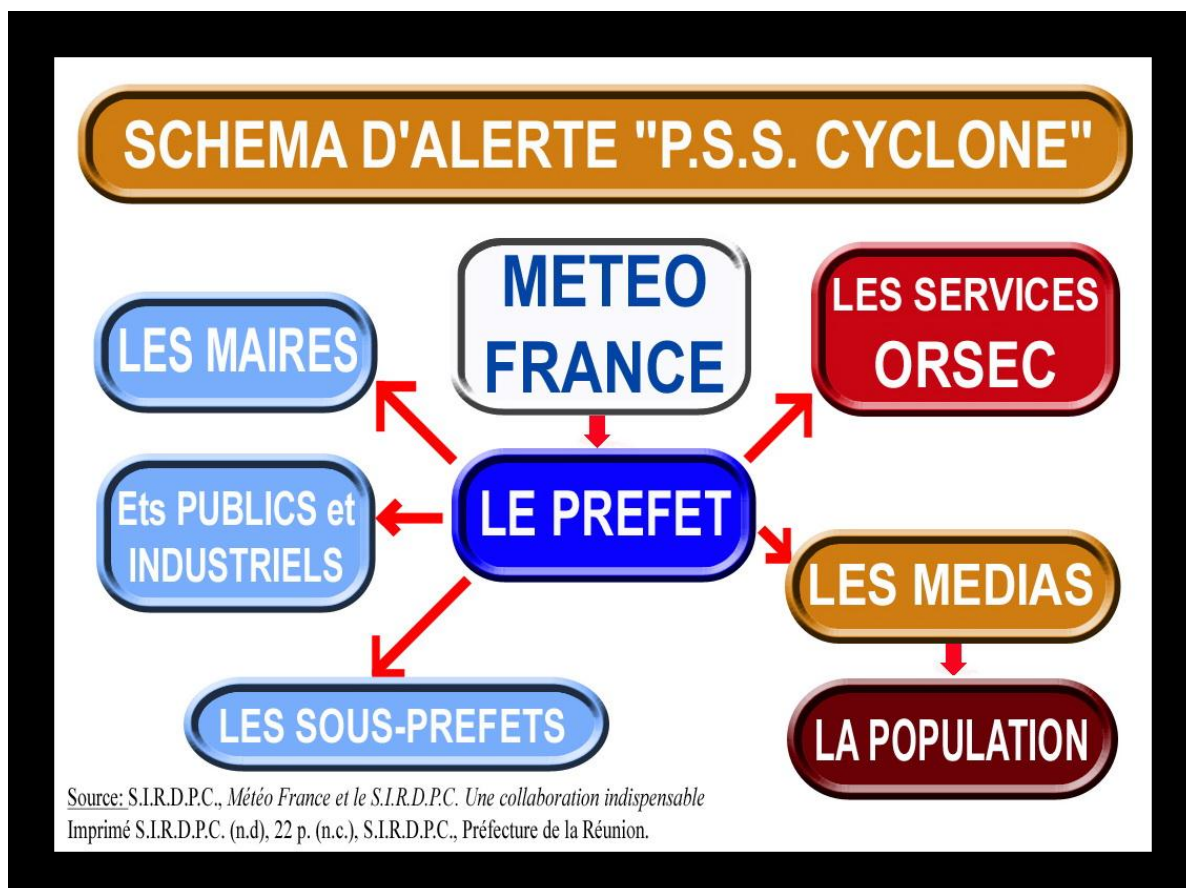 SCHEMA D'ALERTE "P.S.S. CYCLONE"
METEO
FRANCE
LES SERVICES
ORSEC
LES MAIRES
LE PREFET
Ets PUBLICS et
INDUSTRIELS
LES MEDIAS
LES SOUS-PREFETS
LA POPULATION
Source: S.I.R.D.P.C., Météo France et le S.I.R.D.P.C. Une collaboration indispensable
Imprimé S.I.R.D.P.C. (n.d), 22 p. (n.c.), S.I.R.D.P.C., Préfecture de la Réunion.